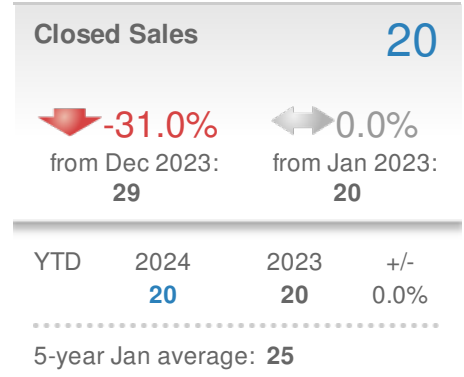 Closed Sales 20
-31.0% 0.0%
from Dec 2023: from Jan 2023:
29 20
YTD 2024 2023 +/-
20 20 0.0%
5-year Jan average: 25